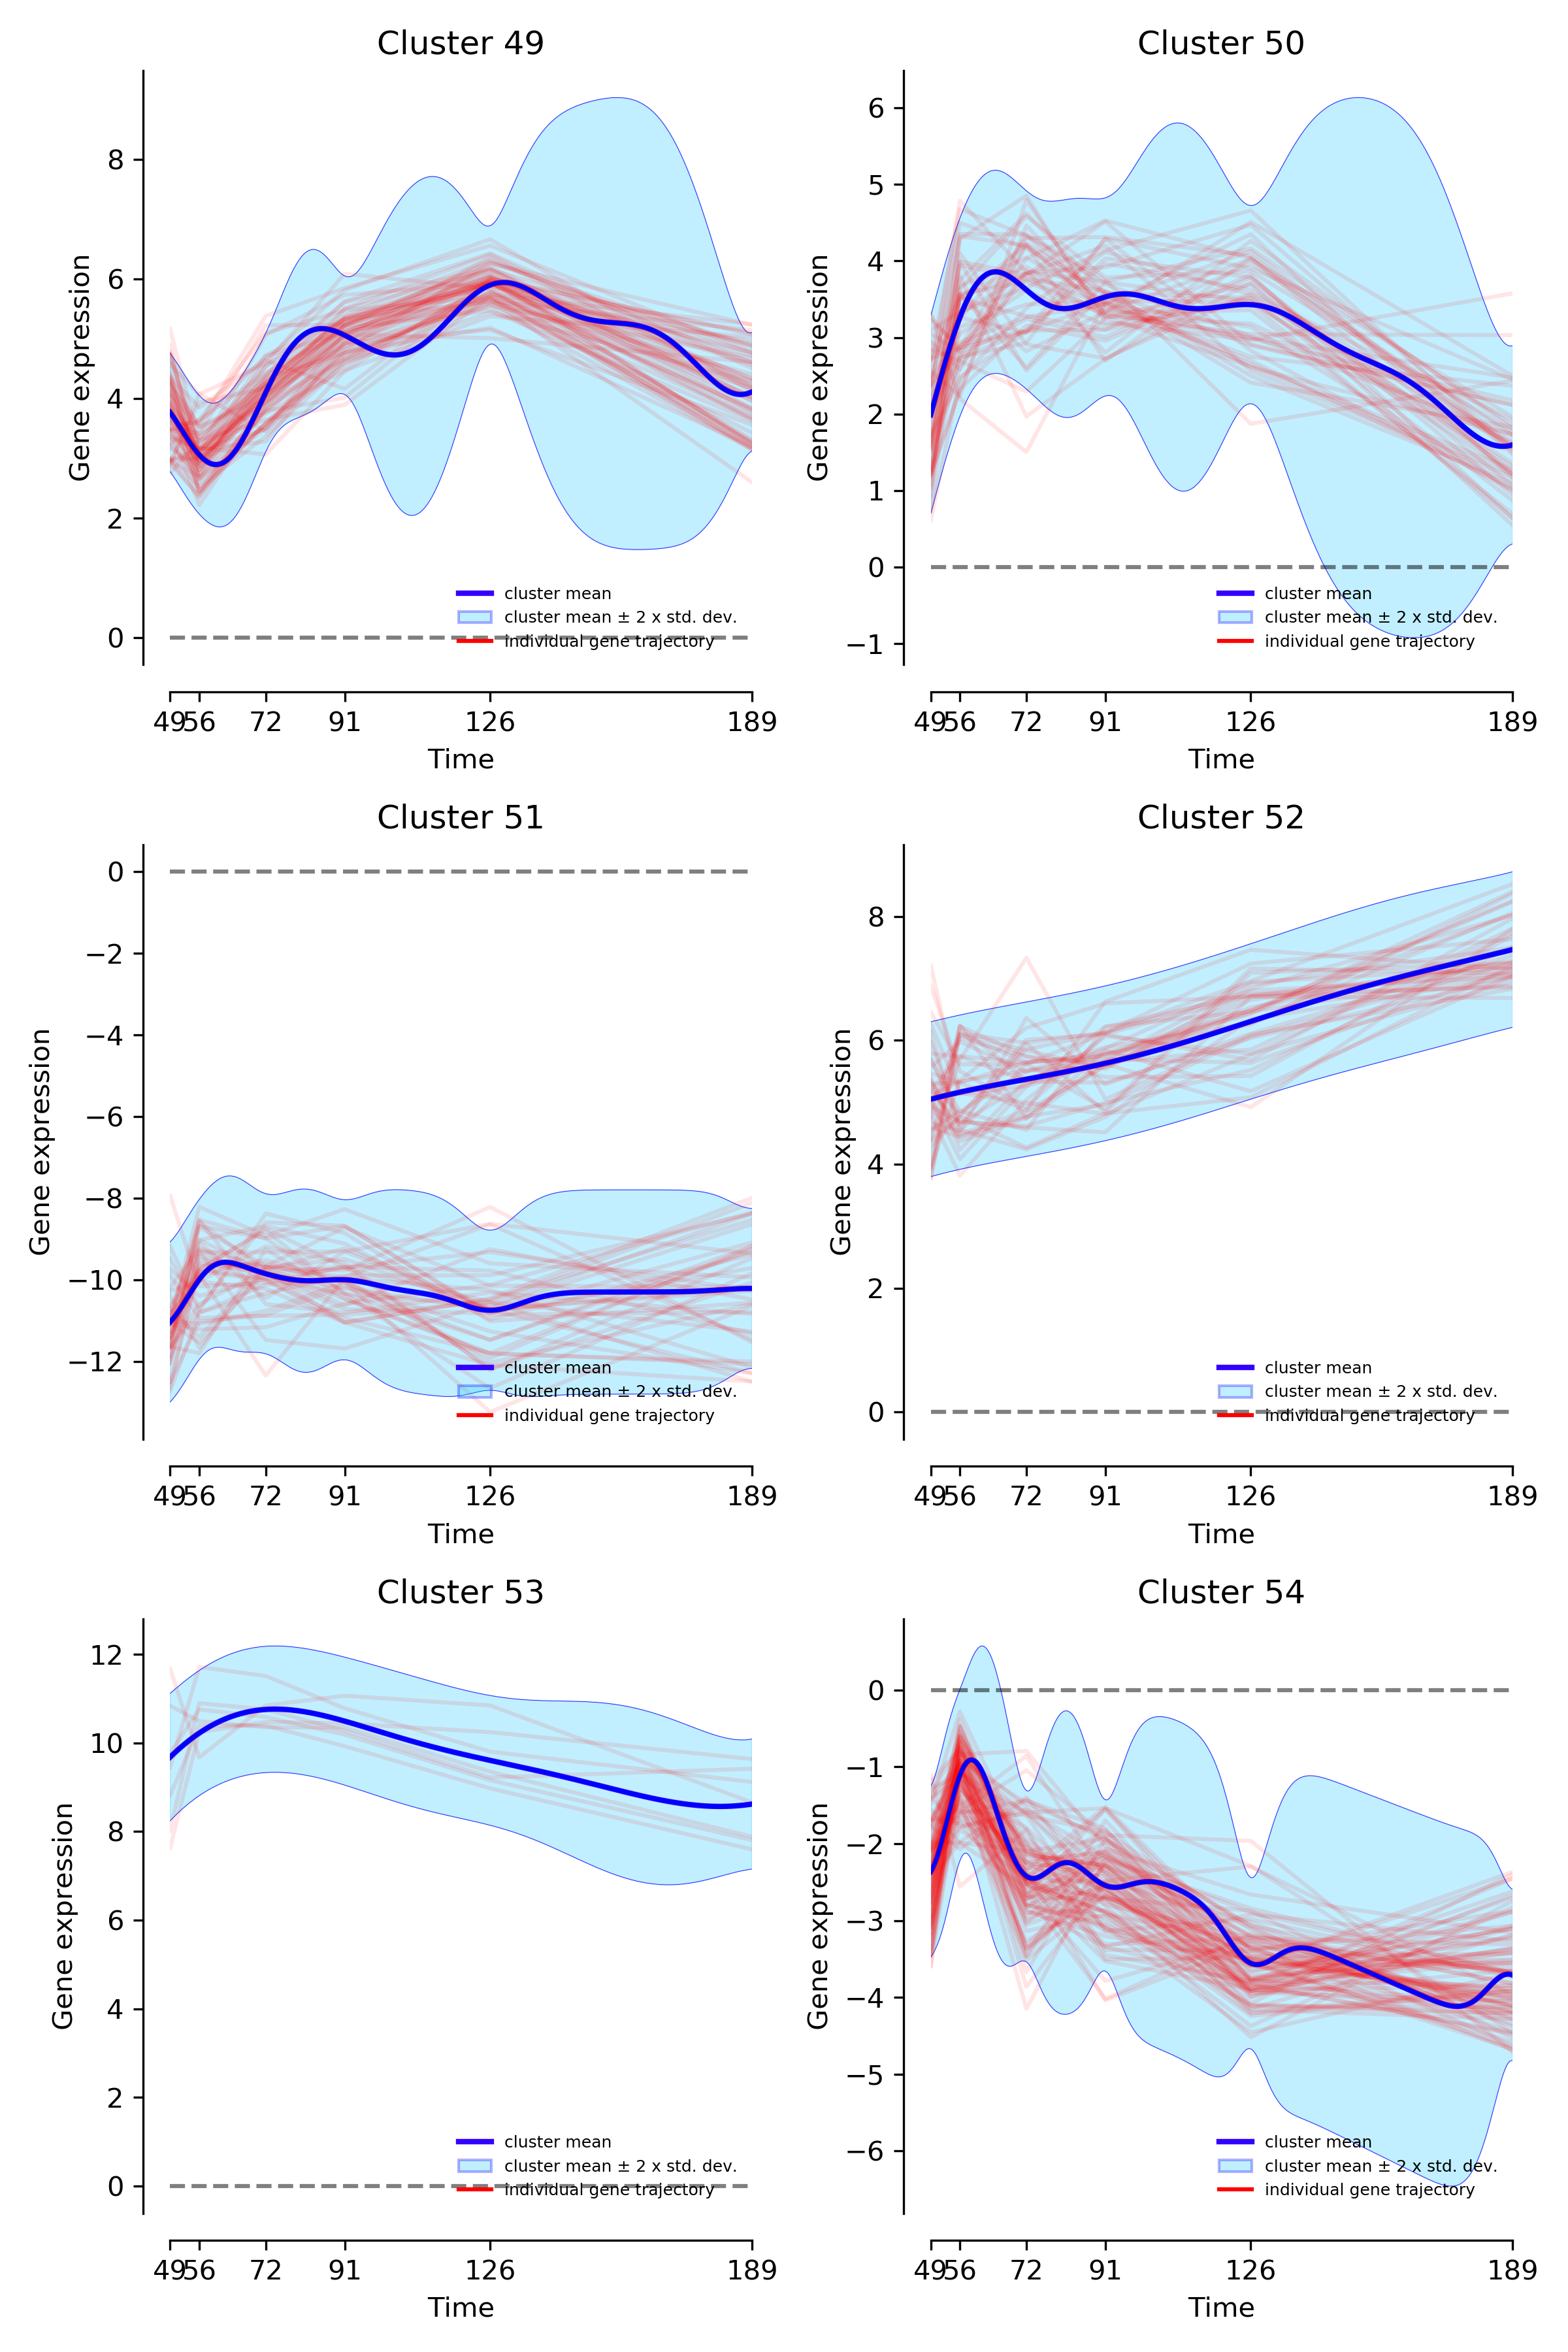 Cluster 49
Gene expression
8
6
4
2
0
cluster mean
cluster mean ± 2 x std. dev.
individual gene trajectory
49 56 72 91 126 189
Time
Cluster 50
Gene expression
6
5
4
3
2
1
0
−1
cluster mean
cluster mean ± 2 x std. dev.
individual gene trajectory
49 56 72 91 126 189
Time
Cluster 51
Gene expression
0
−2
−4
−6
−8
−10
−12
cluster mean
cluster mean ± 2 x std. dev.
individual gene trajectory
49 56 72 91 126 189
Time
Cluster 52
Gene expression
8
6
4
2
0
cluster mean
cluster mean ± 2 x std. dev.
individual gene trajectory
49 56 72 91 126 189
Time
Cluster 53
Gene expression
12
10
8
6
4
2
0
cluster mean
cluster mean ± 2 x std. dev.
individual gene trajectory
49 56 72 91 126 189
Time
Cluster 54
Gene expression
0
−1
−2
−3
−4
−5
−6
cluster mean
cluster mean ± 2 x std. dev.
individual gene trajectory
49 56 72 91 126 189
Time